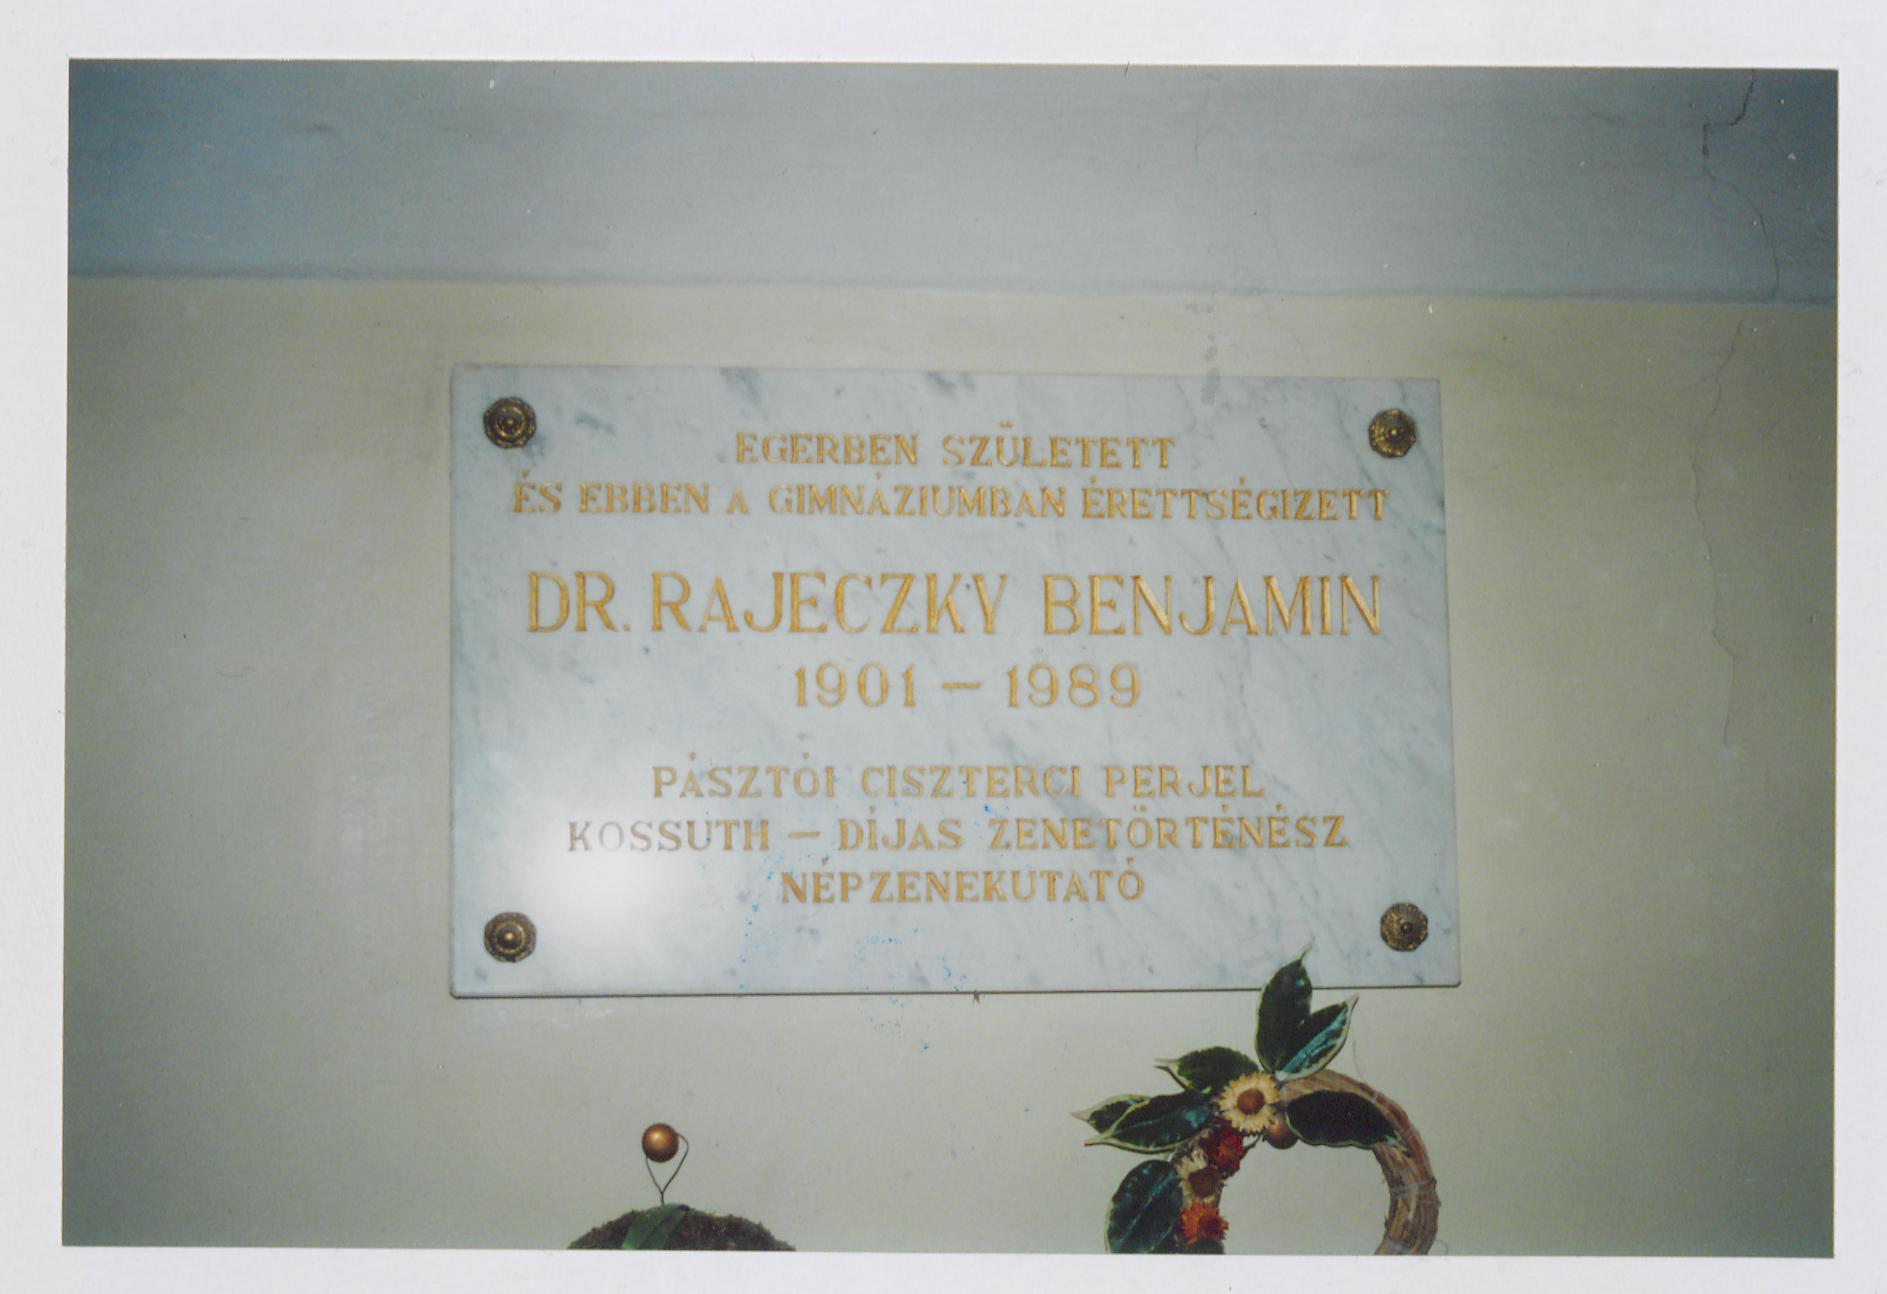 EGERBEN SZÜLETETT
ÉS EBBEN A GIMNÁZIUMBAN ÉRETTSÉGIZETT
DR. RAJECZKY BENJAMIN
1901 – 1989
PÁSZTÓI CISZTERCI PERJEL
KOSSUTH – DÍJAS ZENETÖRTÉNÉSZ
NÉPZENEKUTATÓ